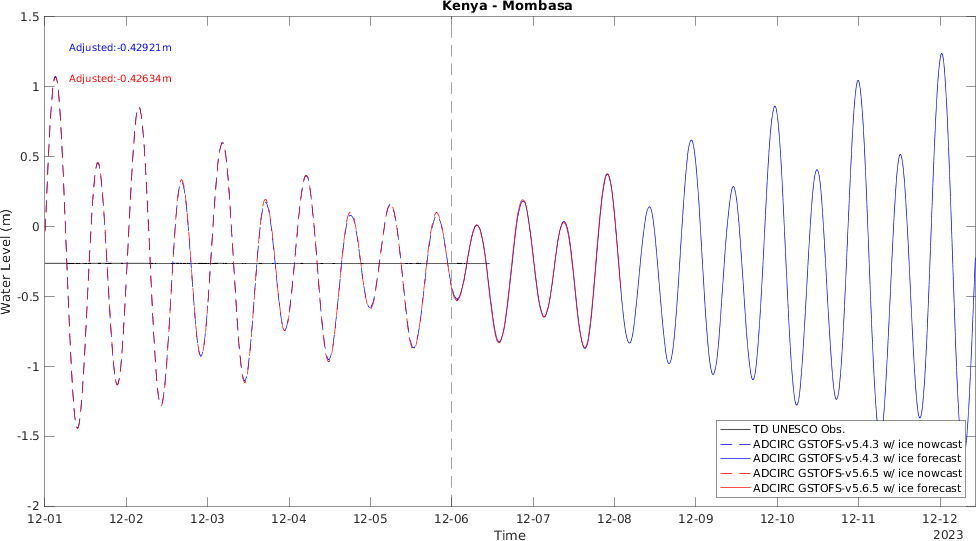 Kenya - Mombasa
1.5
Adjusted:-0.42921m
Adjusted:-0.42634m
1
0.5
0
-0.5
-1
-1.5
-2
Water Level (m)
TD UNESCO Obs.
ADCIRC GSTOFS-v5.4.3 w/ ice nowcast
ADCIRC GSTOFS-v5.4.3 w/ ice forecast
ADCIRC GSTOFS-v5.6.5 w/ ice nowcast
ADCIRC GSTOFS-v5.6.5 w/ ice forecast
12-01 12-02 12-03 12-04 12-05 12-06 12-07 12-08 12-09 12-10 12-11 12-12
Time
2023